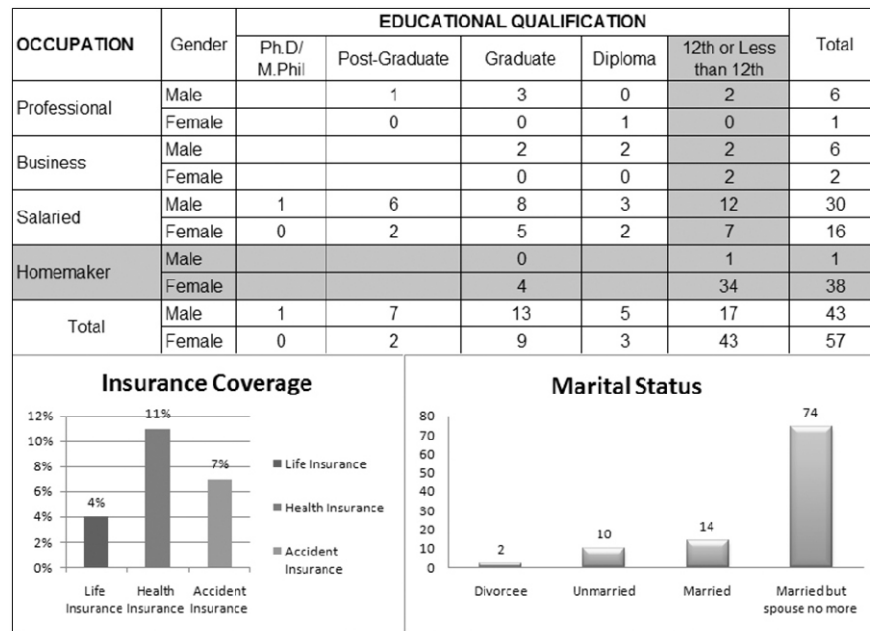 EDUCATIONAL QUALIFICATION
OCCUPATION Gender Ph.D/ M.Phil Post-Graduate Graduate Diploma 12th or Less than 12th Total
Professional Male 1 3 0 2 6
Female 0 0 1 0 1
Business Male 2 2 2 6
Female 0 0 2 2
Salaried Male 1 6 8 3 12 30
Female 0 2 5 2 7 16
Homemaker Male 0 1 1
Female 4 34 38
Total Male 1 7 13 5 17 43
Female 0 2 9 3 43 57
Insurance Coverage
12%
10%
8%
6%
4%
2%
0%
4%
11%
7%
Life Insurance
Health Insurance
Accident Insurance
Life Insurance
Health Insurance
Accident
Insurance
Marital Status
80
70
60
50
40
30
20
10
0
2
10
14
74
Divorcee
Unmarried
Married
Married but
spouse no more